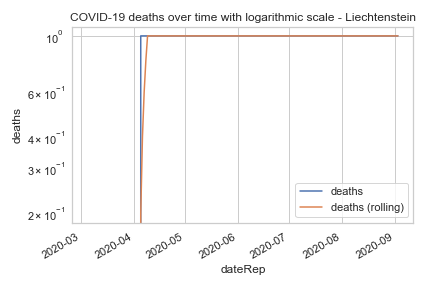 COVID-19 deaths over time with logarithmic scale - Liechtenstein
10⁰
6 × 10⁻¹
4 × 10⁻¹
3 × 10⁻¹
2 × 10⁻¹
deaths
deaths
deaths (rolling)
2020-03
2020-04
2020-05
2020-06
2020-07
2020-08
2020-09
dateRep